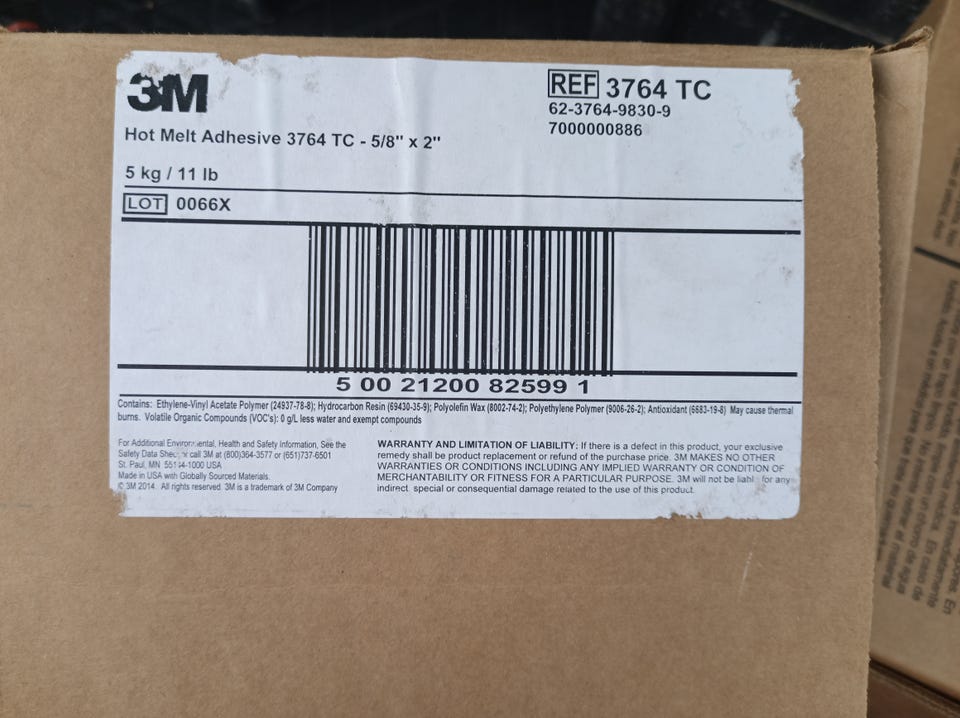 3M
REF 3764 TC
62-3764-9830-9
7000000886
Hot Melt Adhesive 3764 TC - 5/8" x 2"
5 kg / 11 lb
LOT 0066X
5 00 21200 82599 1
Contains: Ethylene-Vinyl Acetate Polymer (24937-78-8); Hydrocarbon Resin (69430-35-9); Polyolefin Wax (8002-74-2); Polyethylene Polymer (9006-26-2); Antioxidant (6683-19-8) May cause thermal
burns. Volatile Organic Compounds (VOC's): 0 g/L less water and exempt compounds
For Additional Environmental, Health and Safety Information, See the
Safety Data or call 3M at (800)364-3577 or (651)737-6501
St. Paul, MN 55144-1000 USA
Made in USA with Globally Sourced Materials.
© 3M 2014. All rights reserved. 3M is a trademark of 3M Company
WARRANTY AND LIMITATION OF LIABILITY: If there is a defect in this product, your exclusive
remedy shall be product replacement or refund of the purchase price. 3M MAKES NO OTHER
WARRANTIES OR CONDITIONS INCLUDING ANY IMPLIED WARRANTY OR CONDITION OF
MERCHANTABILITY OR FITNESS FOR A PARTICULAR PURPOSE. 3M will not be liable for any
indirect, special or consequential damage related to the use of this product.